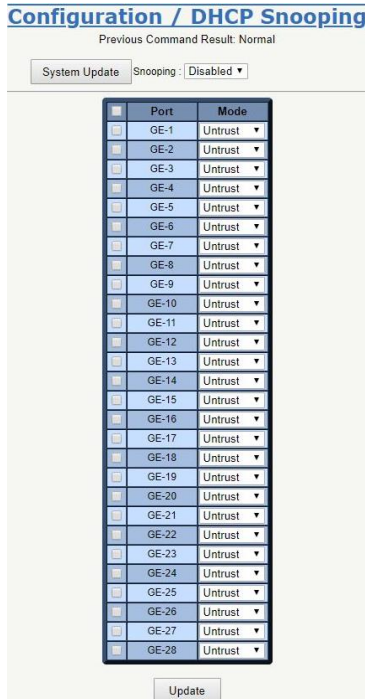 Configuration / DHCP Snooping
Previous Command Result: Normal
System Update Snooping : Disabled
Port Mode
GE-1 Untrust
GE-2 Untrust
GE-3 Untrust
GE-4 Untrust
GE-5 Untrust
GE-6 Untrust
GE-7 Untrust
GE-8 Untrust
GE-9 Untrust
GE-10 Untrust
GE-11 Untrust
GE-12 Untrust
GE-13 Untrust
GE-14 Untrust
GE-15 Untrust
GE-16 Untrust
GE-17 Untrust
GE-18 Untrust
GE-19 Untrust
GE-20 Untrust
GE-21 Untrust
GE-22 Untrust
GE-23 Untrust
GE-24 Untrust
GE-25 Untrust
GE-26 Untrust
GE-27 Untrust
GE-28 Untrust
Update